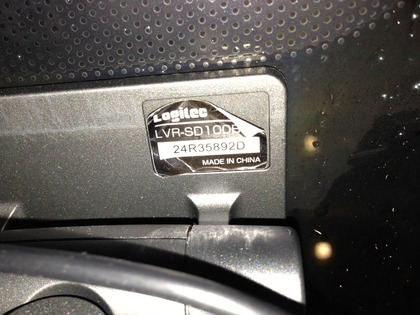 Logitec
LVR-SD100B
24R35892D
MADE IN CHINA